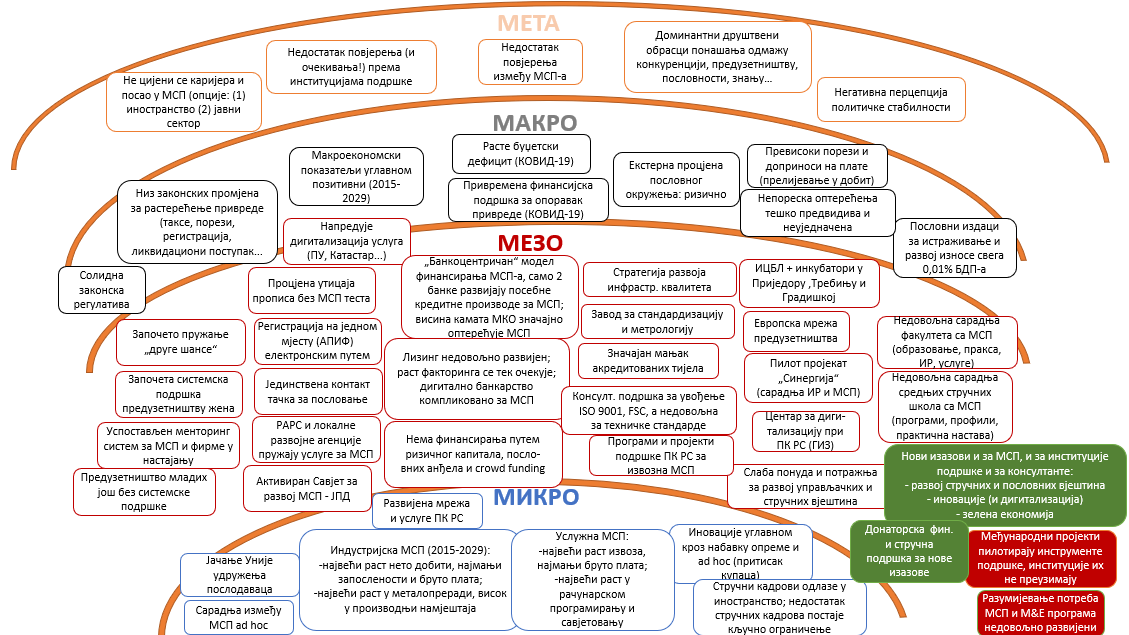 МЕТА
Не цијени се каријера и
посао у МСП (опције: (1)
иностранство (2) јавни
сектор
Недостатак повјерења (и
очекивања!) према
институцијама подршке
Недостатак
повјерења
између МСП-а
Доминантни друштвени
обрасци понашања одмажу
конкуренцији, предузетништву,
пословности, знању...
Негативна перцепција
политичке стабилности
МАКРО
Низ законских промјена
за растерећење привреде
(таксе, порези,
регистрација,
ликвидациони поступак...
Макроекономски
показатељи углавном
позитивни (2015-
2029)
Расте буџетски
дефицит (КОВИД-19)
Привремена финансијска
подршка за опоравак
привреде (КОВИД-19)
Екстерна процјена
пословног
окружења: ризично
Превисоки порези и
доприноси на плате
(прелијевање у добит)
Непореска оптерећења
тешко предвидива и
неуједначена
Пословни издаци
за истраживање и
развој износе свега
0,01% БДП-а
Солидна
законска
регулатива
МЕЗО
Напредује
дигитализација услуга
(ПУ, Катастар...)
Процјена утицаја
прописа без МСП теста
„Банкоцентричан“ модел
финансирања МСП-а, само 2
банке развијају посебне
кредитне производе за МСП;
висина камата МКО значајно
оптерећује МСП
Стратегија развоја
инфрастр. квалитета
ИЦБЛ + инкубатори у
Приједору ,Требињу и
Градишкој
Започето пружање
„друге шансе“
Регистрација на једном
мјесту (АПИФ)
електронским путем
Завод за стандардизацију
и метрологију
Европска мрежа
предузетништва
Недовољна сарадња
факултета са МСП
(образовање, пракса,
ИР, услуге)
Лизинг недовољно развијен;
раст факторинга се тек очекује;
дигитално банкарство
компликовано за МСП
Значајан мањак
акредитованих тијела
Пилот пројекат
„Синергија“
(сарадња ИР и МСП)
Започета системска
подршка
предузетништву жена
Јединствена контакт
тачка за пословање
Консулт. подршка за увођење
ISO 9001, FSC, а недовољна
за техничке стандарде
Недовољна сарадња
средњих стручних
школа са МСП
(програми, профили,
практична настава)
Успостављен менторинг
систем за МСП и фирме у
настајању
РАРС и локалне
развојне агенције
пружају услуге за МСП
Нема финансирања путем
ризичног капитала, посло-
вних анђела и crowd funding
Програми и пројекти
подршке ПК РС за
извозна МСП
Центар за диги-
тализацију при
ПК РС (ГИЗ)
Предузетништво младих
још без системске
подршке
Активиран Савјет за
развој МСП - ЈПД
Слаба понуда и потражња
за развој управљачких и
стручних вјештина
Нови изазови и за МСП, и за институције
подршке и за консултанте:
- развој стручних и пословних вјештина
- иновације (и дигитализација)
- зелена економија
МИКРО
Развијена мрежа
и услуге ПК РС
Јачање Уније
удружења
послодаваца
Сарадња између
МСП ad hoc
Индустријска МСП (2015-2029):
-највећи раст нето добити, најмањи
запослености и бруто плата;
-највећи раст у металопреради, висок
у производњи намјештаја
Услужна МСП:
-највећи раст извоза,
најмањи бруто плата;
-највећи раст у
рачунарском
програмирању и
савјетовању
Иновације углавном
кроз набавку опреме и
ad hoc (притисак
купаца)
Стручни кадрови одлазе у
иностранство; недостатак
стручних кадрова постаје
кључно ограничење
Донаторска фин.
и стручна
подршка за нове
изазове
Међународни пројекти
пилотирају инструменте
подршке, институције их
не преузимају
Разумијевање потреба
МСП и M&E програма
недовољно развијени